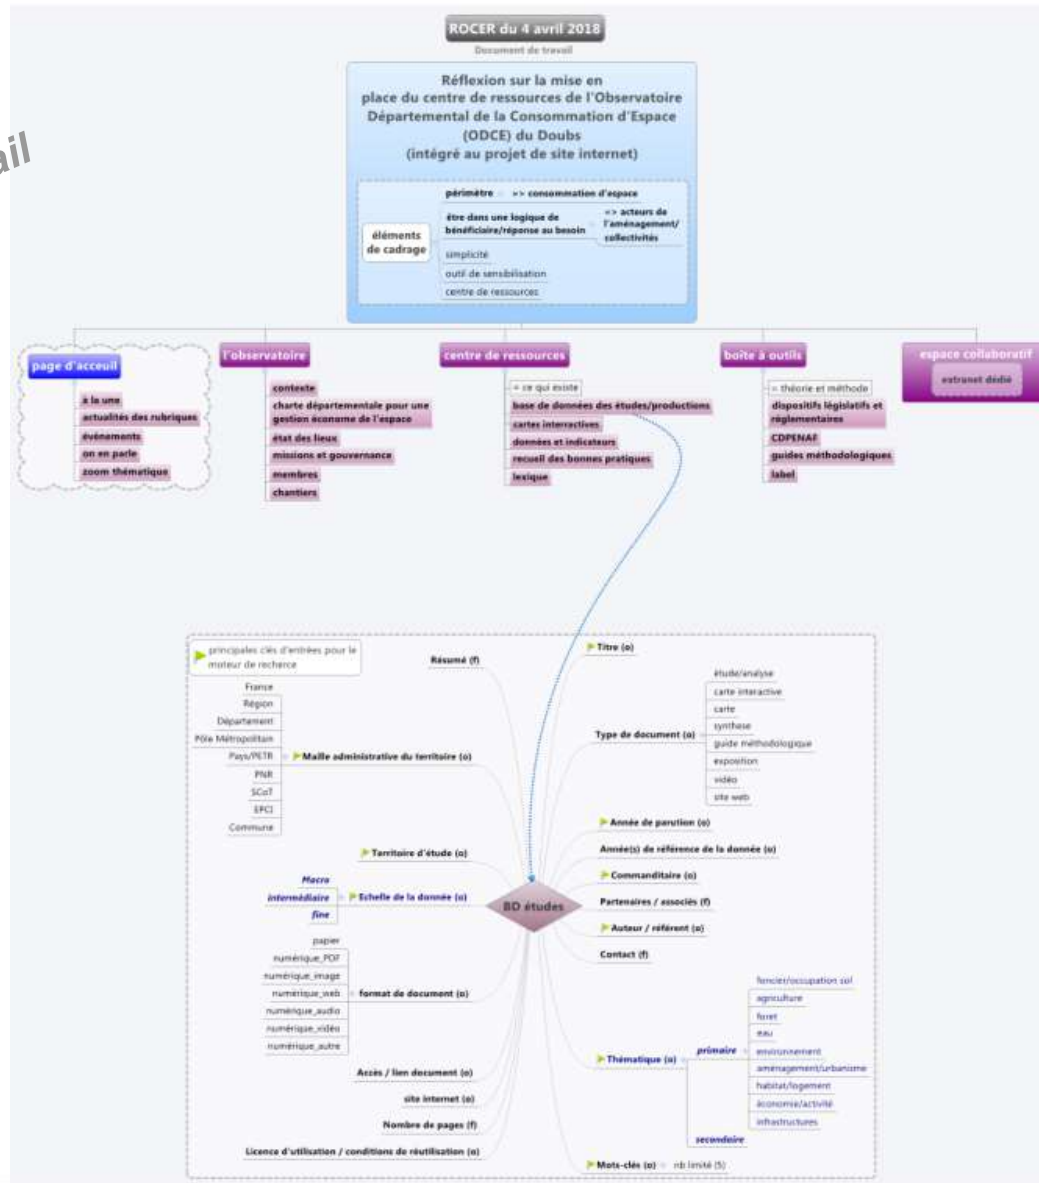 ail
ROCER du 4 avril 2018
Document de travail
Réflexion sur la mise en
place du centre de ressources de l'Observatoire
Départemental de la Consommation d'Espace
(ODCE) du Doubs
(intégré au projet de site internet)
éléments
de cadrage
périmètre
=> consommation d'espace
être dans une logique de
bénéficiaire/réponse au besoin
=> acteurs de
l'aménagement/
collectivités
simplicité
outil de sensibilisation
centre de ressources
page d'acceuil
à la une
actualités des rubriques
événements
on en parle
zoom thématique
l'observatoire
contexte
charte départementale pour une
gestion économe de l'espace
état des lieux
missions et gouvernance
membres
chantiers
centre de ressources
= ce qui existe
base de données des études/productions
cartes interractives
données et indicateurs
recueil des bonnes pratiques
lexique
boîte à outils
= théorie et méthode
dispositifs législatifs et
réglementaires
CDPENAF
guides méthodologiques
label
espace collaboratif
extranet dédié
principales clés d'entrées pour le
moteur de recherce
Résumé (f)
France
Région
Département
Pôle Métropolitain
Pays/PETR
PNR
SCoT
EPCI
Commune
Maille administrative du territoire (o)
Territoire d'étude (o)
Macro
intermédiaire
fine
Echelle de la donnée (o)
papier
numérique_PDF
numérique_image
numérique_web
numérique_audio
numérique_vidéo
numérique_autre
format de document (o)
Accès / lien document (o)
site internet (o)
Nombre de pages (f)
Licence d'utilisation / conditions de réutilisation (o)
BD études
Titre (o)
Type de document (o)
étude/analyse
carte interactive
carte
synthese
guide méthodologique
exposition
vidéo
site web
Année de parution (o)
Année(s) de référence de la donnée (o)
Commanditaire (o)
Partenaires / associés (f)
Auteur / référent (o)
Contact (f)
Thématique (o)
primaire
foncier/occupation sol
agriculture
foret
eau
environnement
aménagement/urbanisme
habitat/logement
économie/activité
infrastructures
secondaire
Mots-clés (o)
nb limité (5)